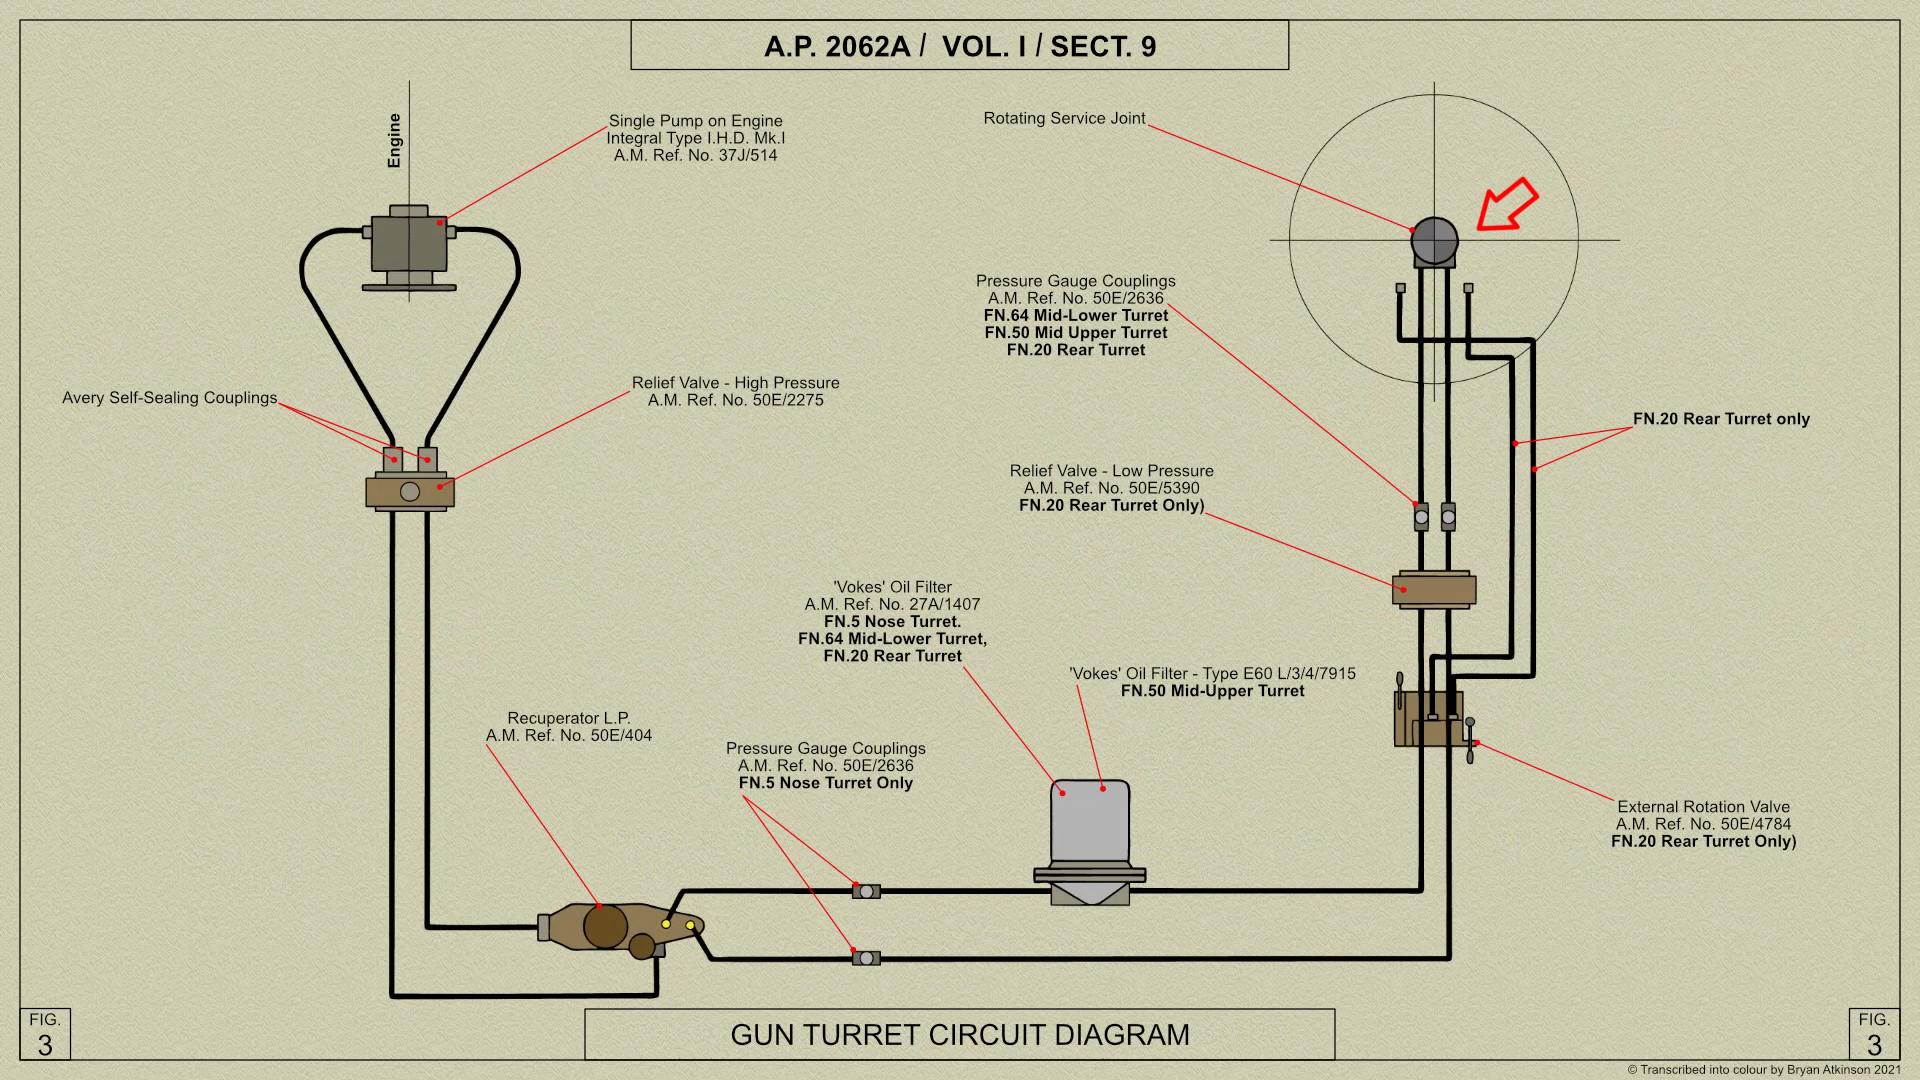 A.P. 2062A / VOL. I / SECT. 9
Engine
Single Pump on Engine
Integral Type I.H.D. Mk.I
A.M. Ref. No. 37J/514
Rotating Service Joint
Pressure Gauge Couplings
A.M. Ref. No. 50E/2636
FN.64 Mid-Lower Turret
FN.50 Mid Upper Turret
FN.20 Rear Turret
Avery Self-Sealing Couplings
Relief Valve - High Pressure
A.M. Ref. No. 50E/2275
FN.20 Rear Turret only
Relief Valve - Low Pressure
A.M. Ref. No. 50E/5390
FN.20 Rear Turret Only)
'Vokes' Oil Filter
A.M. Ref. No. 27A/1407
FN.5 Nose Turret.
FN.64 Mid-Lower Turret,
FN.20 Rear Turret
'Vokes' Oil Filter - Type E60 L/3/4/7915
FN.50 Mid-Upper Turret
Recuperator L.P.
A.M. Ref. No. 50E/404
Pressure Gauge Couplings
A.M. Ref. No. 50E/2636
FN.5 Nose Turret Only
External Rotation Valve
A.M. Ref. No. 50E/4784
FN.20 Rear Turret Only)
FIG.
3
GUN TURRET CIRCUIT DIAGRAM
FIG.
3
© Transcribed into colour by Bryan Atkinson 2021